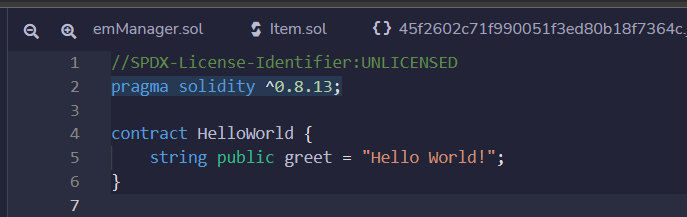 emManager.sol Item.sol {} 45f2602c71f990051f3ed80b18f7364c.
1 //SPDX-License-Identifier:UNLICENSED
2 pragma solidity ^0.8.13;
3
4 contract HelloWorld {
5 string public greet = "Hello World!";
6 }
7